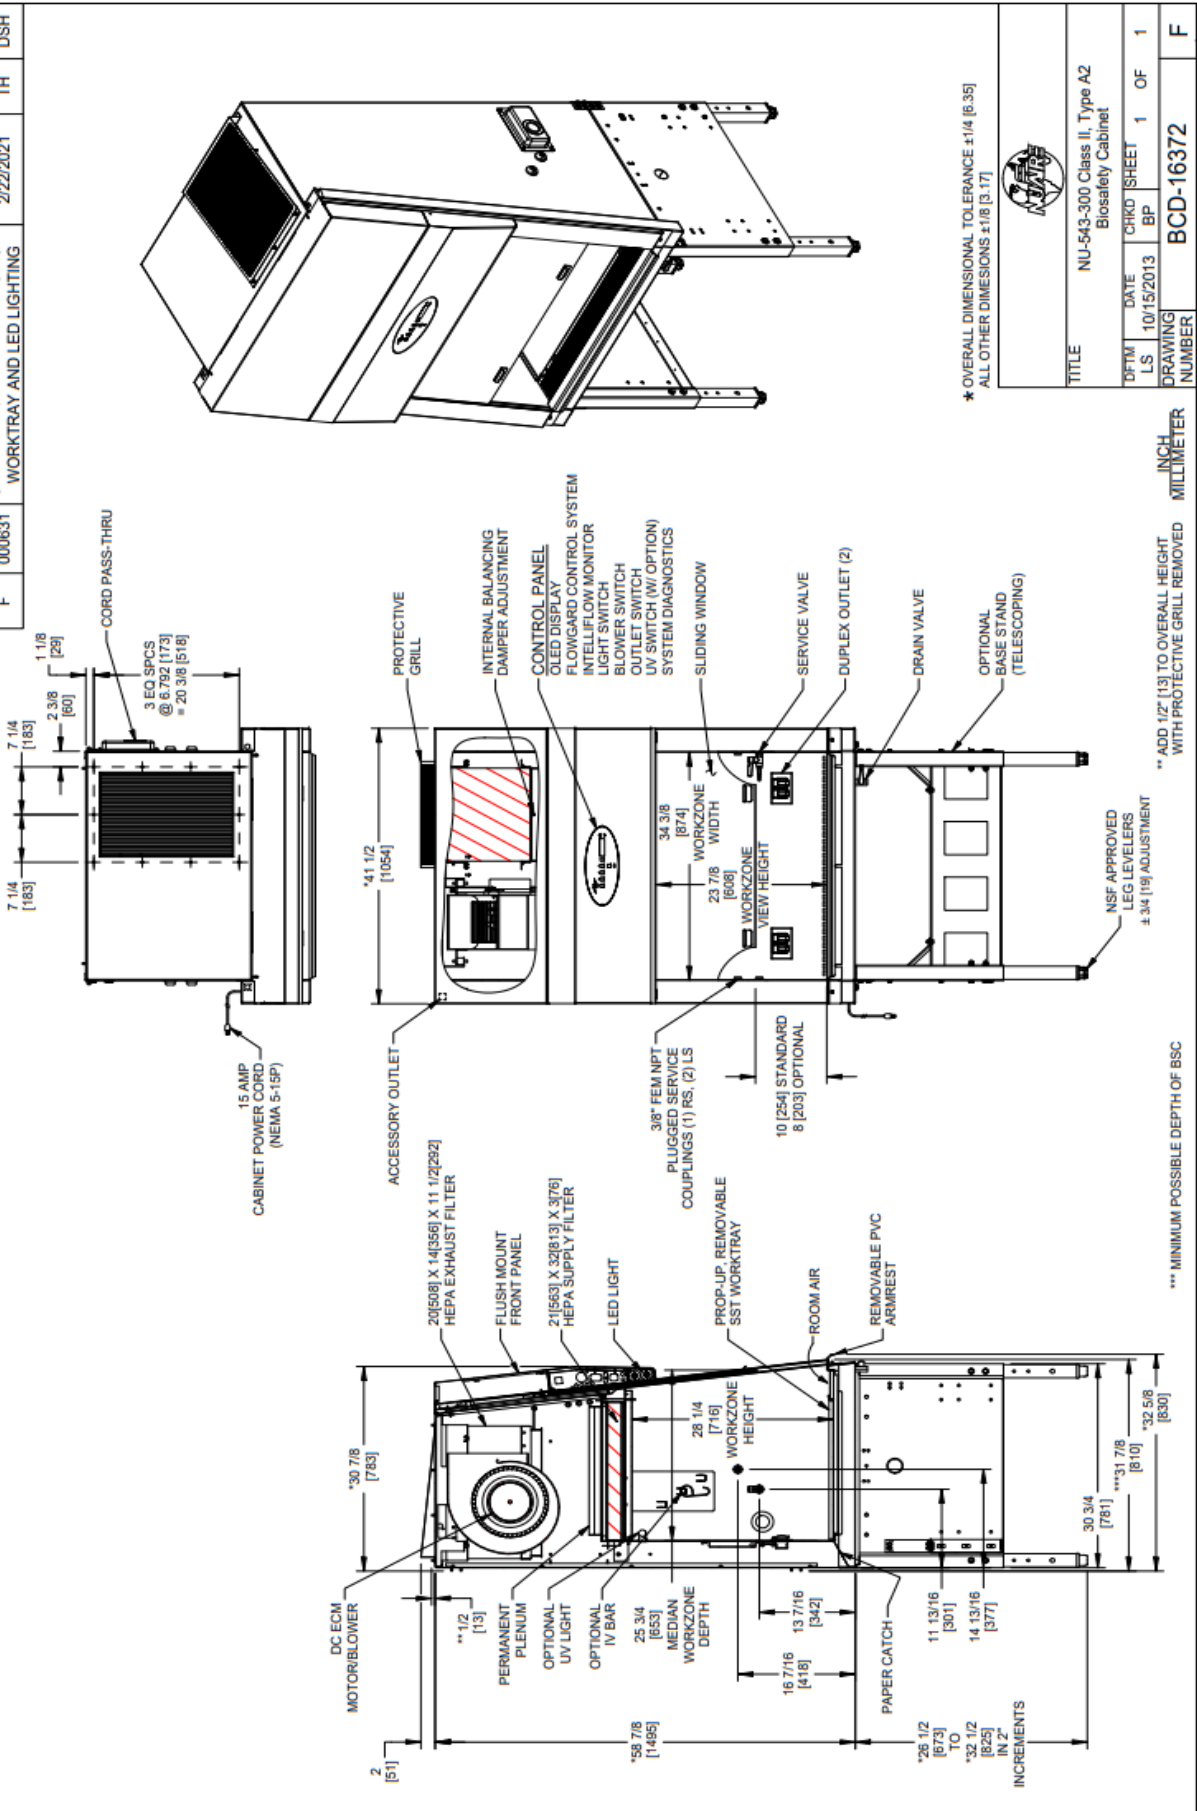 F 000631 WORKTRAY AND LED LIGHTING 2/22/2021 TH DSH
7 1/4
[183]
7 1/4
[183]
2 3/8
[60]
1 1/8
[29]
3 EQ SPCS
@ 6.792 [173]
= 20 3/8 [518]
CORD PASS-THRU
15 AMP
CABINET POWER CORD
(NEMA 5-15P)
2
[51]
** 1/2
[13]
*58 7/8
[1495]
*26 1/2
[673]
TO
*32 1/2
[825]
IN 2"
INCREMENTS
DC ECM
MOTOR/BLOWER
PERMANENT
PLENUM
OPTIONAL
UV LIGHT
OPTIONAL
IV BAR
25 3/4
[653]
MEDIAN
WORKZONE
DEPTH
16 7/16
[418]
13 7/16
[342]
PAPER CATCH
11 13/16
[301]
14 13/16
[377]
*30 7/8
[783]
28 1/4
[716]
WORKZONE
HEIGHT
30 3/4
[781]
***31 7/8
[810]
*32 5/8
[830]
20[508] X 14[356] X 11 1/2[292]
HEPA EXHAUST FILTER
FLUSH MOUNT
FRONT PANEL
21[563] X 32[813] X 3[76]
HEPA SUPPLY FILTER
LED LIGHT
PROP-UP, REMOVABLE
SST WORKTRAY
ROOM AIR
REMOVABLE PVC
ARMREST
ACCESSORY OUTLET
3/8" FEM NPT
PLUGGED SERVICE
COUPLINGS (1) RS, (2) LS
10 [254] STANDARD
8 [203] OPTIONAL
*41 1/2
[1054]
34 3/8
[874]
WORKZONE
WIDTH
23 7/8
[608]
WORKZONE
VIEW HEIGHT
PROTECTIVE
GRILL
INTERNAL BALANCING
DAMPER ADJUSTMENT
CONTROL PANEL
OLED DISPLAY
FLOWGARD CONTROL SYSTEM
INTELLIFLOW MONITOR
LIGHT SWITCH
BLOWER SWITCH
OUTLET SWITCH
UV SWITCH (W/ OPTION)
SYSTEM DIAGNOSTICS
SLIDING WINDOW
SERVICE VALVE
DUPLEX OUTLET (2)
DRAIN VALVE
OPTIONAL
BASE STAND
(TELESCOPING)
NSF APPROVED
LEG LEVELERS
± 3/4 [19] ADJUSTMENT
*** MINIMUM POSSIBLE DEPTH OF BSC
** ADD 1/2" [13] TO OVERALL HEIGHT
WITH PROTECTIVE GRILL REMOVED
INCH
MILLIMETER
* OVERALL DIMENSIONAL TOLERANCE ±1/4 [6.35]
ALL OTHER DIMESIONS ±1/8 [3.17]
NUAIRE
TITLE
NU-543-300 Class II, Type A2
Biosafety Cabinet
DFTM DATE CHKD SHEET 1 OF 1
LS 10/15/2013 BP
DRAWING
NUMBER
BCD-16372 F